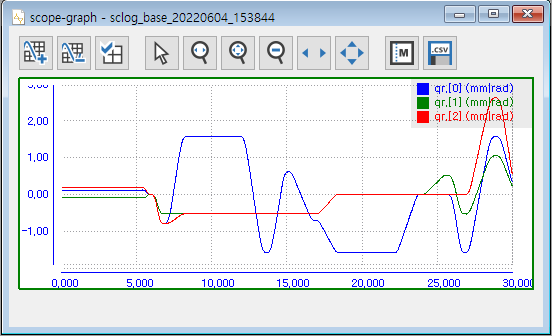 scope-graph - sclog_base_20220604_153844
M
.CSV
3,00
qr,[0] (mm|rad)
qr,[1] (mm|rad)
2,00
qr,[2] (mm|rad)
1,00
0,00
-1,00
0,000 5,000 10,000 15,000 20,000 25,000 30,000